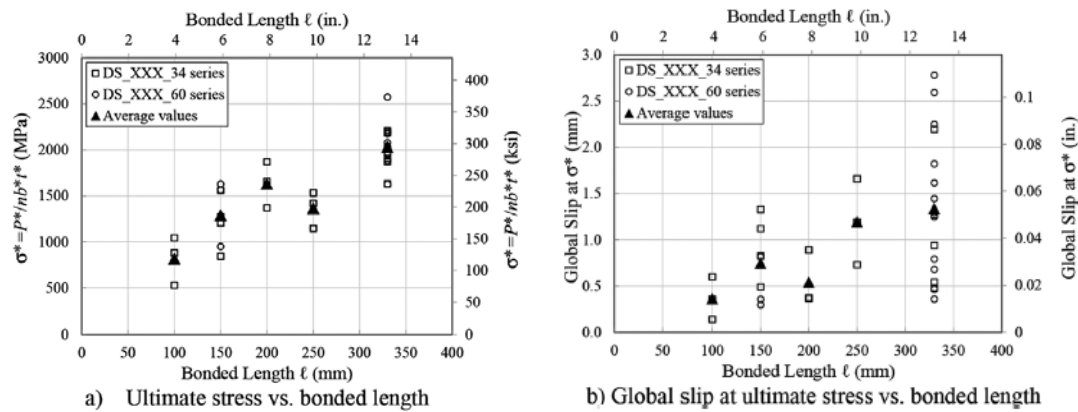 Bonded Length ℓ (in.)
0 2 4 6 8 10 12 14
3000
2500
2000
1500
1000
500
0
σ*=P*/nb*t* (MPa)
DS_XXX_34 series
DS_XXX_60 series
Average values
400
350
300
250
200
150
100
50
0
σ*=P*/nb*t* (ksi)
0 50 100 150 200 250 300 350 400
Bonded Length ℓ (mm)
a) Ultimate stress vs. bonded length
Bonded Length ℓ (in.)
0 2 4 6 8 10 12 14
3.0
2.5
2.0
1.5
1.0
0.5
0.0
Global Slip at σ* (mm)
DS_XXX_34 series
DS_XXX_60 series
Average values
0.1
0.08
0.06
0.04
0.02
0
Global Slip at σ* (in.)
0 50 100 150 200 250 300 350 400
Bonded Length ℓ (mm)
b) Global slip at ultimate stress vs. bonded length